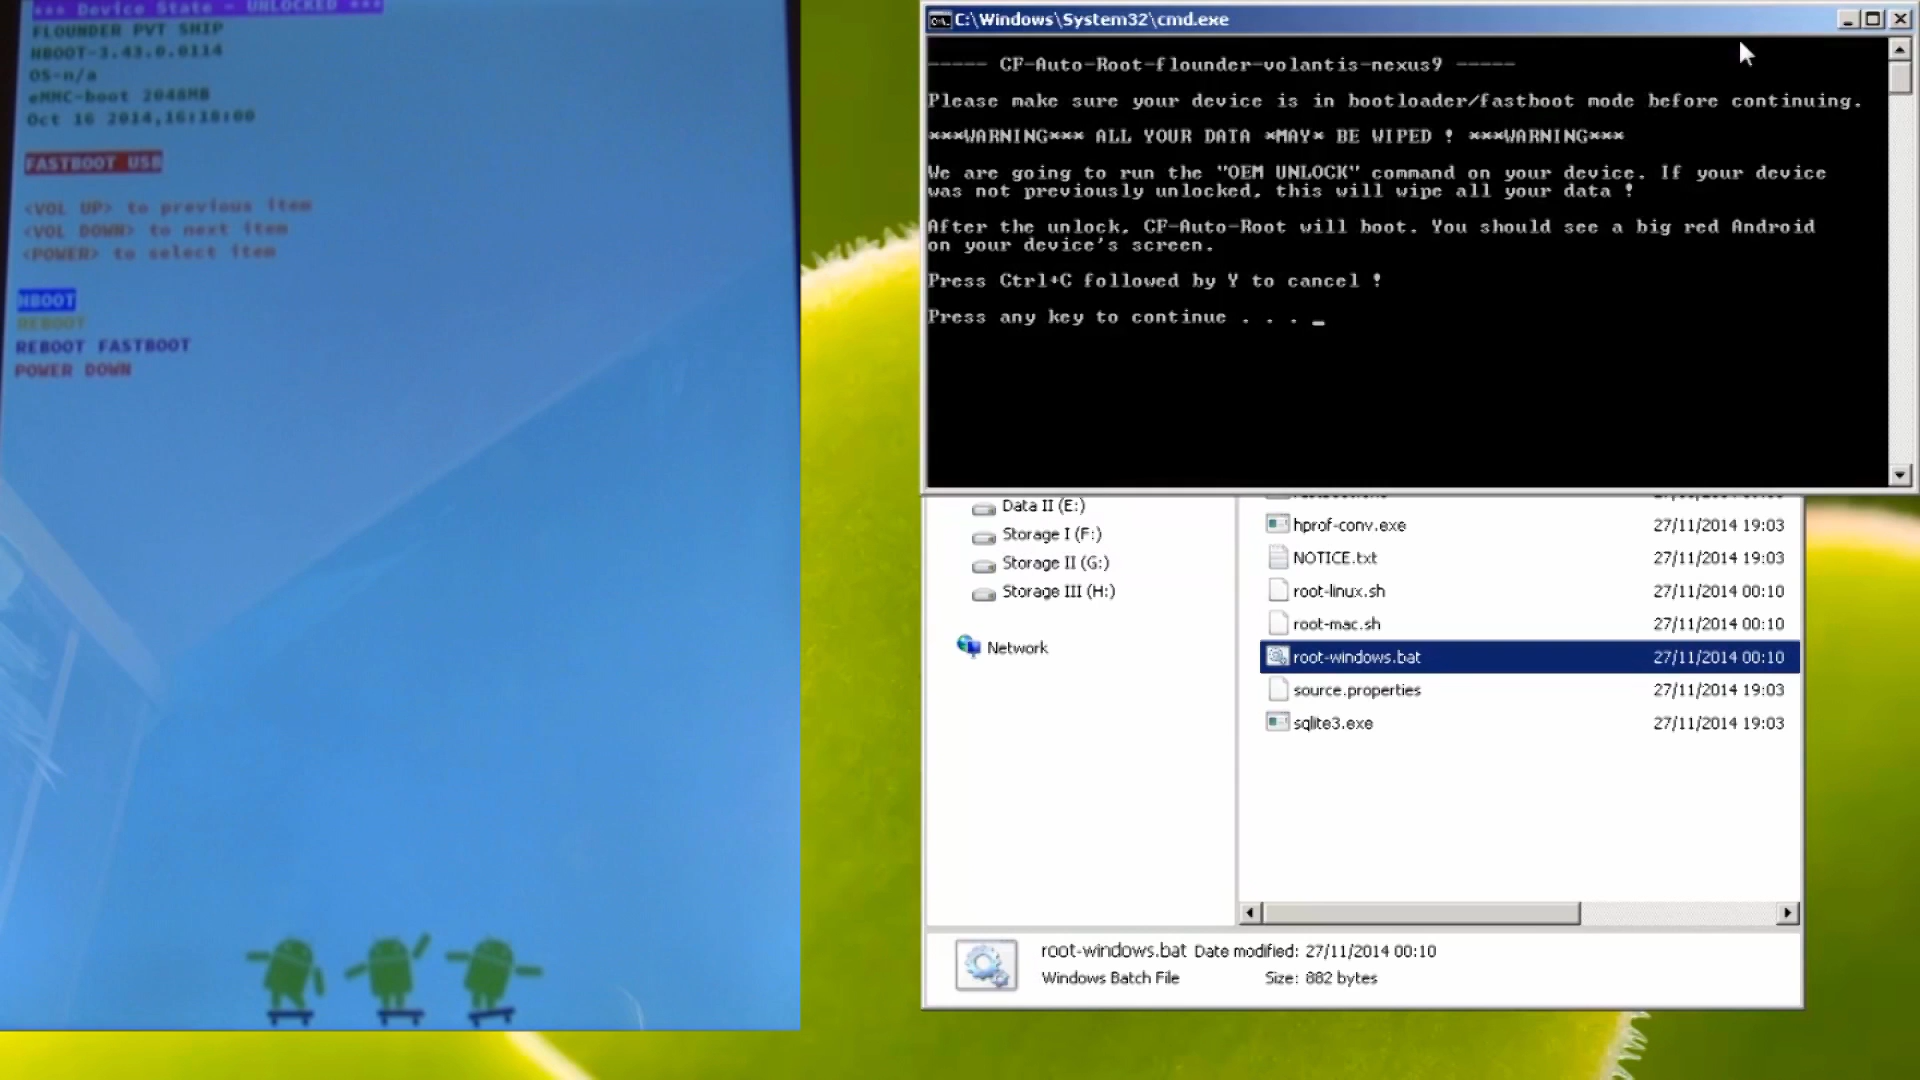 *** Device State - UNLOCKED ***
FLOUNDER PVT SHIP
HBOOT-3.43.0.0114
OS-n/a
eMMC-boot 2048MB
Oct 16 2014,16:18:00
FASTBOOT USB
<VOL UP> to previous item
<VOL DOWN> to next item
<POWER> to select item
HBOOT
REBOOT
REBOOT FASTBOOT
POWER DOWN
C:\Windows\System32\cmd.exe
----- CF-Auto-Root-flounder-volantis-nexus9 -----
Please make sure your device is in bootloader/fastboot mode before continuing.
***WARNING*** ALL YOUR DATA *MAY* BE WIPED ! ***WARNING***
We are going to run the "OEM UNLOCK" command on your device. If your device
was not previously unlocked, this will wipe all your data !
After the unlock, CF-Auto-Root will boot. You should see a big red Android
on your device's screen.
Press Ctrl+C followed by Y to cancel !
Press any key to continue . . . _
Data II (E:)
Storage I (F:)
Storage II (G:)
Storage III (H:)
Network
hprof-conv.exe 27/11/2014 19:03
NOTICE.txt 27/11/2014 19:03
root-linux.sh 27/11/2014 00:10
root-mac.sh 27/11/2014 00:10
root-windows.bat 27/11/2014 00:10
source.properties 27/11/2014 19:03
sqlite3.exe 27/11/2014 19:03
root-windows.bat Date modified: 27/11/2014 00:10
Windows Batch File Size: 882 bytes